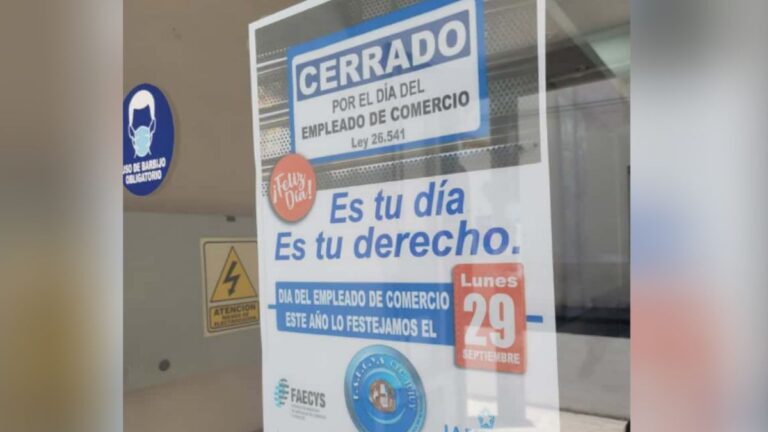 CERRADO
POR EL DÍA DEL
EMPLEADO DE COMERCIO
Ley 26.541
¡Feliz
Día!
Es tu día
Es tu derecho.
DIA DEL EMPLEADO DE COMERCIO
ESTE AÑO LO FESTEJAMOS EL
Lunes
29
SEPTIEMBRE
FAECYS
USO DE BARBIJO
OBLIGATORIO
ATENCION